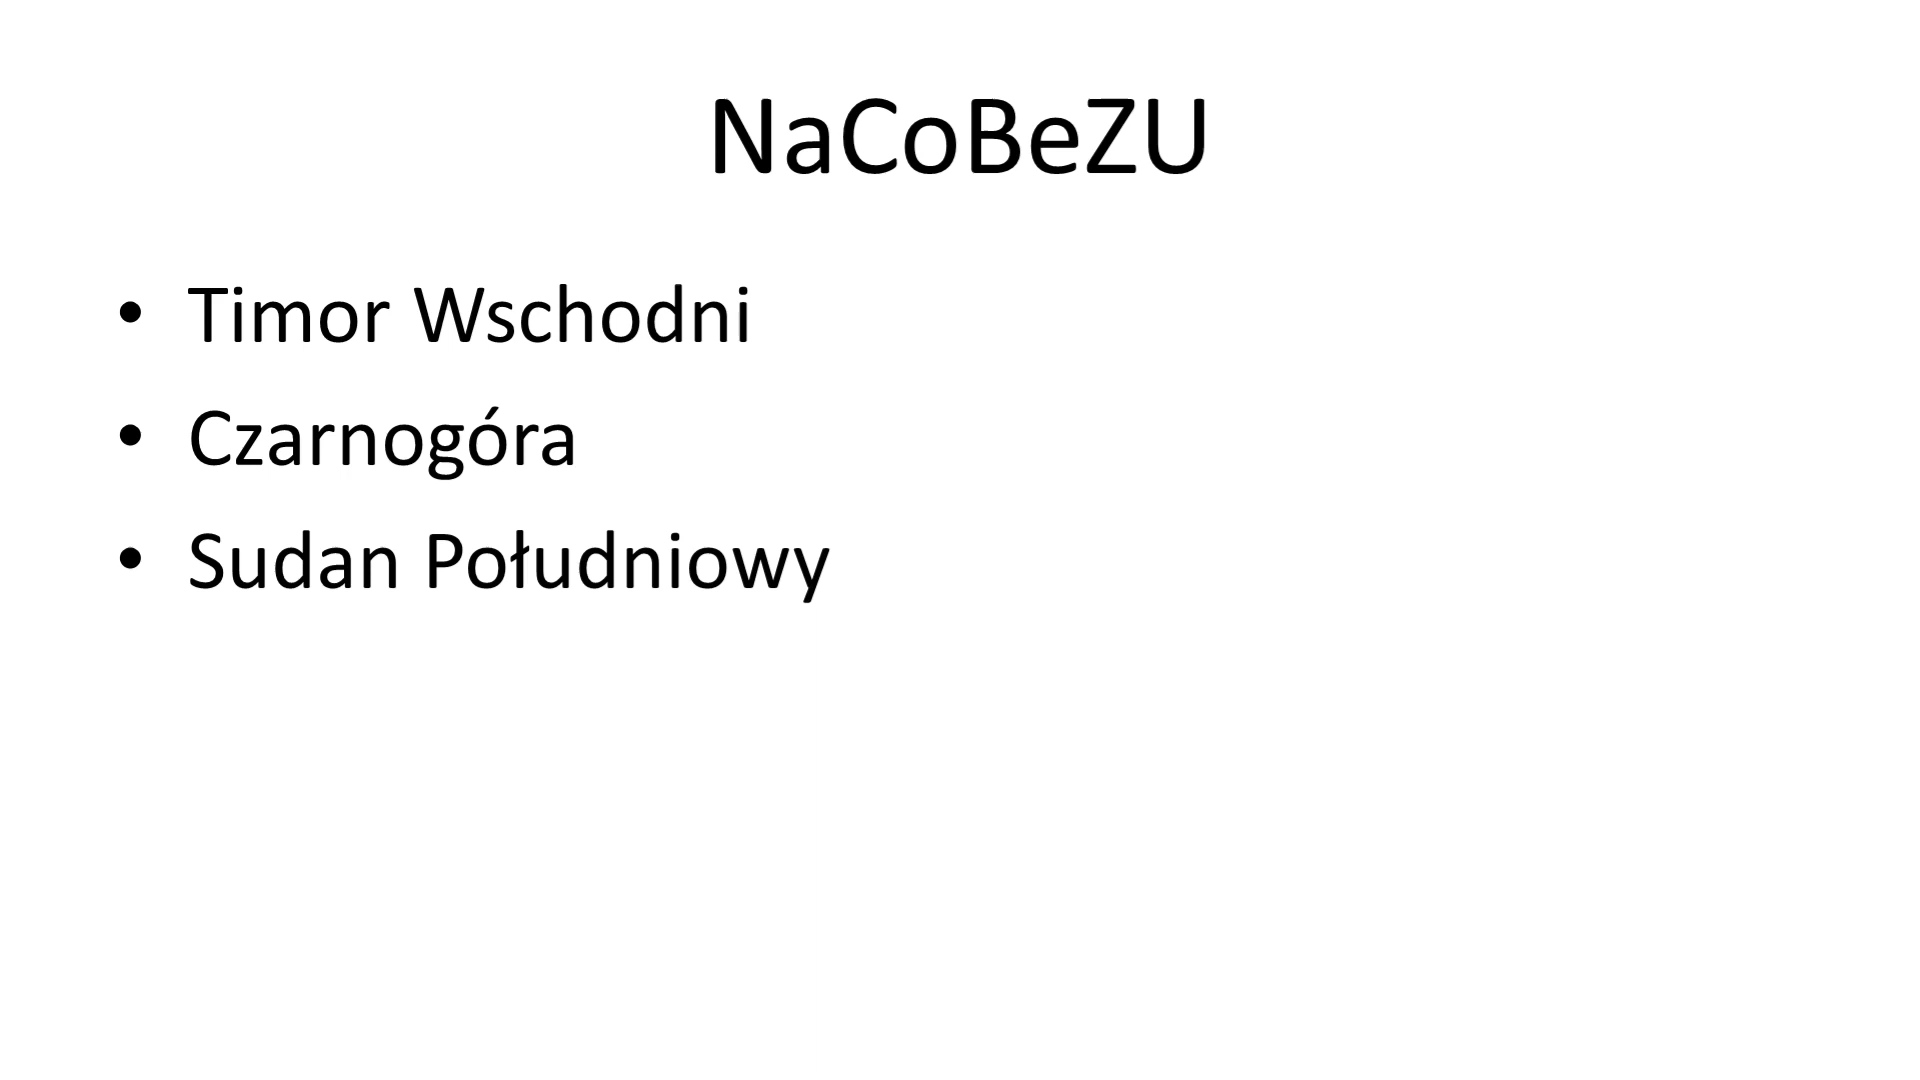 NaCoBeZU
• Timor Wschodni
• Czarnogóra
• Sudan Południowy